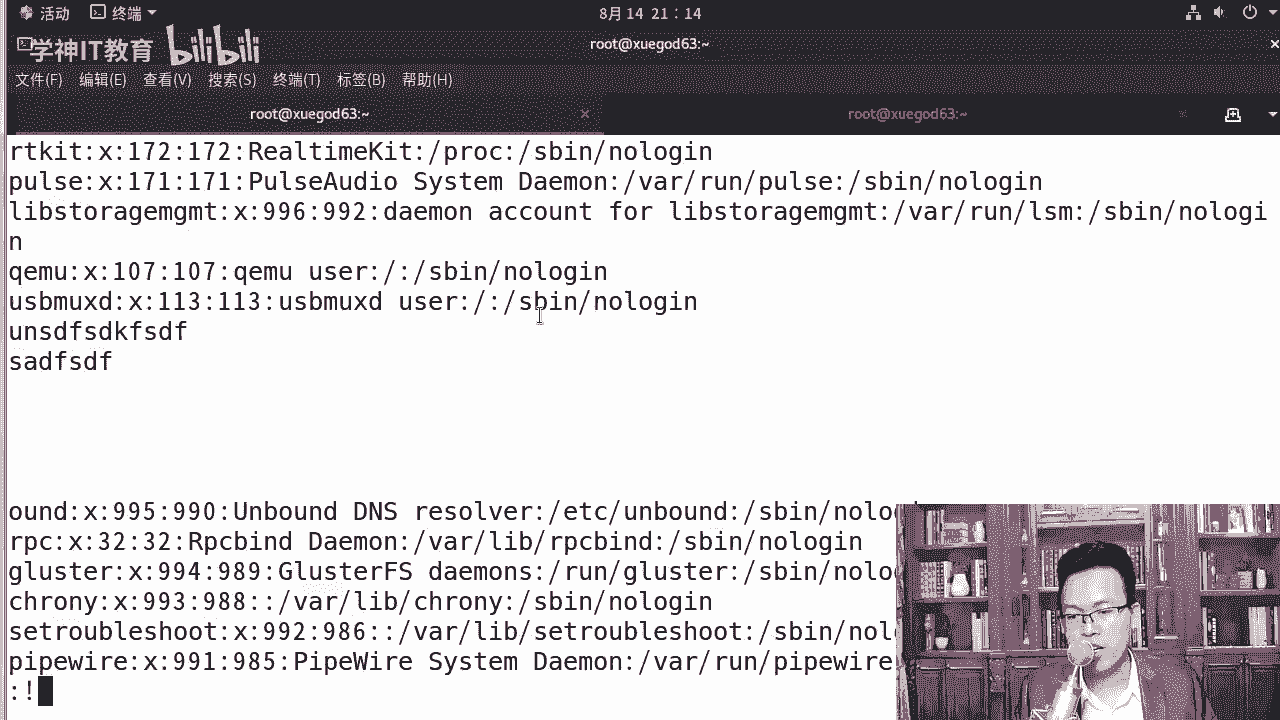 活动 终端 8月 14 21：14
学神IT教育 bilibili
root@xuegod63:~
文件(F) 编辑(E) 查看(V) 搜索(S) 终端(T) 标签(B) 帮助(H)
root@xuegod63:~ × root@xuegod63:~
rtkit:x:172:172:RealtimeKit:/proc:/sbin/nologin
pulse:x:171:171:PulseAudio System Daemon:/var/run/pulse:/sbin/nologin
libstoragemgmt:x:996:992:daemon account for libstoragemgmt:/var/run/lsm:/sbin/nologi
n
qemu:x:107:107:qemu user:/:/sbin/nologin
usbmuxd:x:113:113:usbmuxd user:/:/sbin/nologin
unsdfsdkfsdf
sadfsdf
ound:x:995:990:Unbound DNS resolver:/etc/unbound:/sbin/nolo
rpc:x:32:32:Rpcbind Daemon:/var/lib/rpcbind:/sbin/nologin
gluster:x:994:989:GlusterFS daemons:/run/gluster:/sbin/nolo
chrony:x:993:988::/var/lib/chrony:/sbin/nologin
setroubleshoot:x:992:986::/var/lib/setroubleshoot:/sbin/nol
pipewire:x:991:985:PipeWire System Daemon:/var/run/pipewire
:!